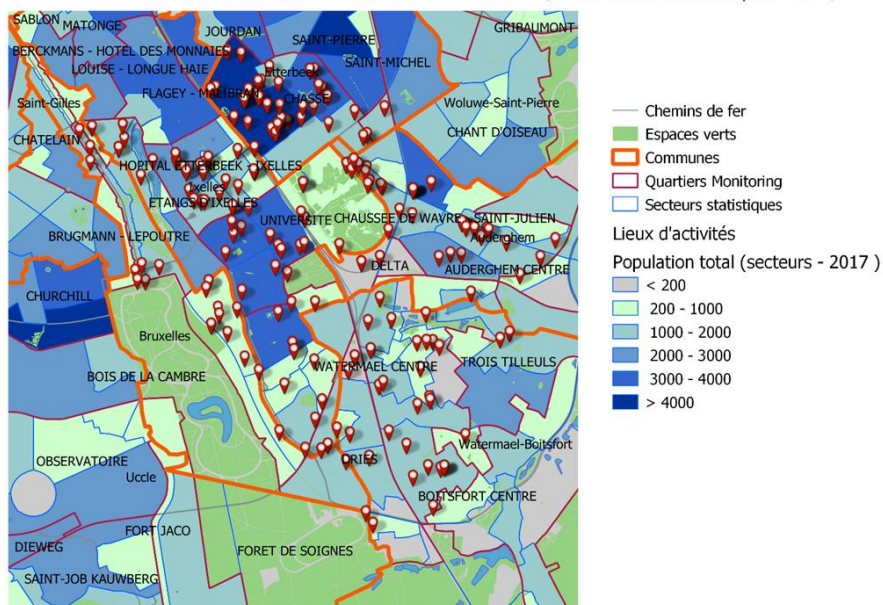 SABLON
MATONGE
JOURDAN
GRIBAUMONT
SAINT-PIERRE
BERCKMANS - HOTEL DES MONNAIES
LOUISE - LONGUE HAIE
SAINT-MICHEL
Etterbeek
Saint-Gilles
FLAGEY - MALIBRAN
CHASSE
Woluwe-Saint-Pierre
CHATELAIN
CHANT D'OISEAU
HOPITAL ETTERBEEK - IXELLES
Ixelles
ETANGS D'IXELLES
UNIVERSITE
CHAUSSEE DE WAVRE
SAINT-JULIEN
BRUGMANN - LEPOUTRE
Auderghem
DELTA
AUDERGHEM CENTRE
CHURCHILL
Bruxelles
BOIS DE LA CAMBRE
WATERMAEL CENTRE
TROIS TILLEULS
Watermael-Boitsfort
OBSERVATOIRE
DRIES
Uccle
BOITSFORT CENTRE
FORT JACO
DIEWEG
FORET DE SOIGNES
SAINT-JOB KAUWBERG
Chemins de fer
Espaces verts
Communes
Quartiers Monitoring
Secteurs statistiques
Lieux d'activités
Population total (secteurs - 2017 )
< 200
200 - 1000
1000 - 2000
2000 - 3000
3000 - 4000
> 4000